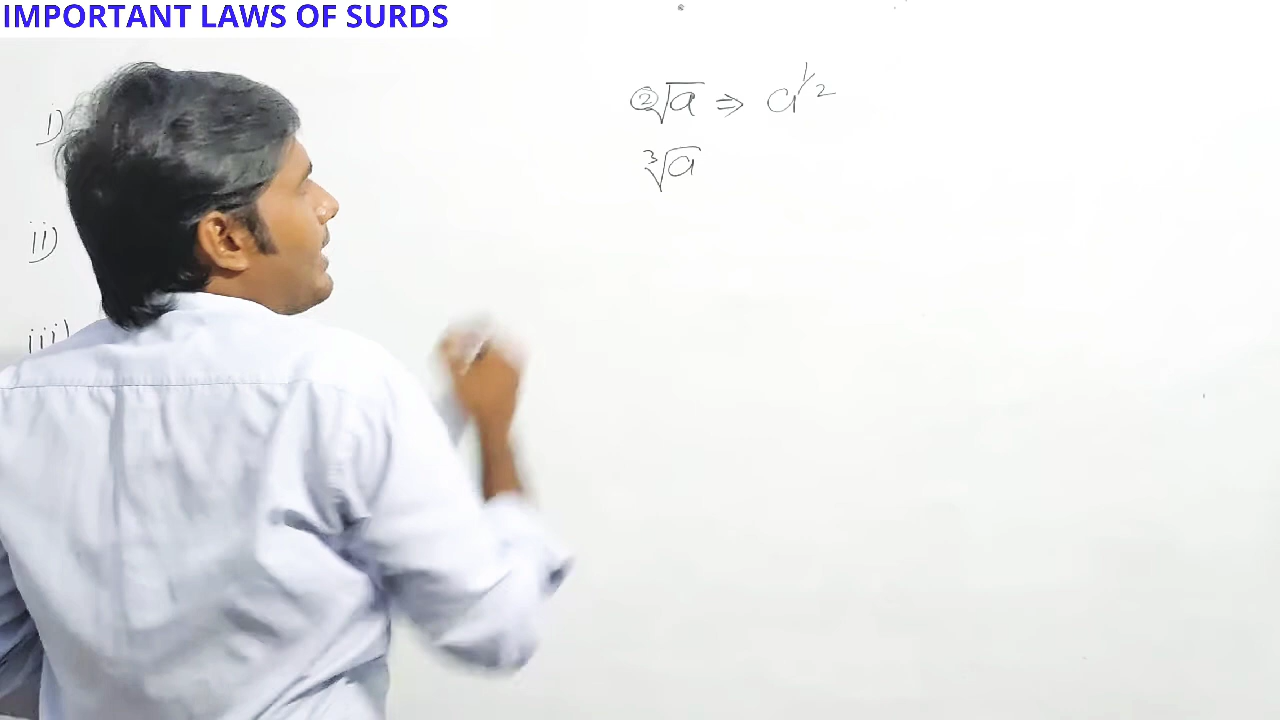 IMPORTANT LAWS OF SURDS
i)
²√a ⇒ a^1/2
³√a
ii)
iii)